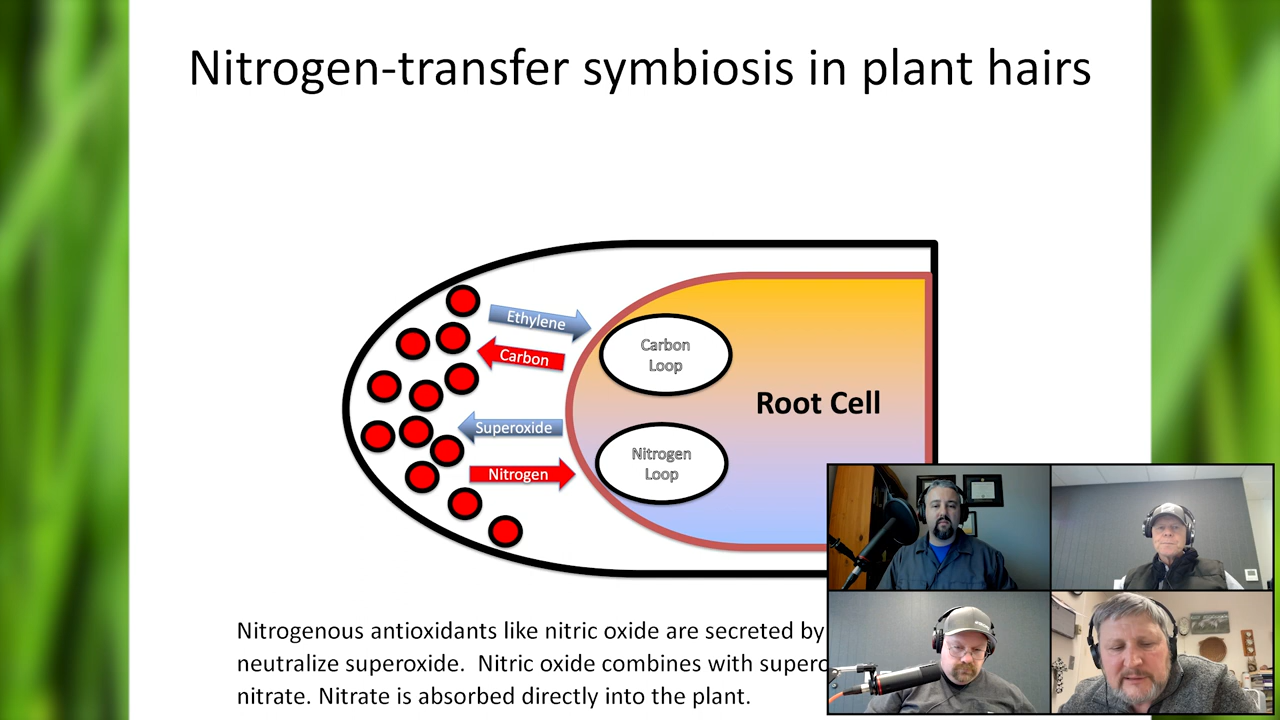 Nitrogen-transfer symbiosis in plant hairs
Ethylene
Carbon
Carbon
Loop
Root Cell
Superoxide
Nitrogen
Nitrogen
Loop
Nitrogenous antioxidants like nitric oxide are secreted by
neutralize superoxide. Nitric oxide combines with
nitrate. Nitrate is absorbed directly into the plant.